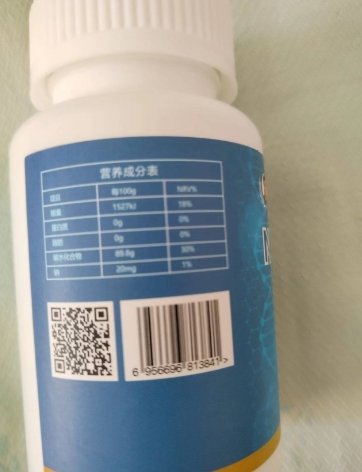 营养成分表
项目 每100g NRV%
能量 1527kJ 18%
蛋白质 0g 0%
脂肪 0g 0%
碳水化合物 89.8g 30%
钠 20mg 1%
6 956696 813841 >